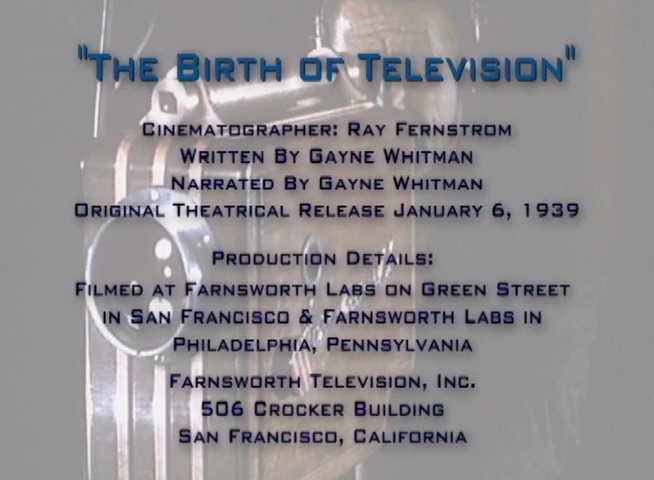 "The Birth of Television"
Cinematographer: Ray Fernstrom
Written By Gayne Whitman
Narrated By Gayne Whitman
Original Theatrical Release January 6, 1939
Production Details:
Filmed at Farnsworth Labs on Green Street
in San Francisco & Farnsworth Labs in
Philadelphia, Pennsylvania
Farnsworth Television, Inc.
506 Crocker Building
San Francisco, California